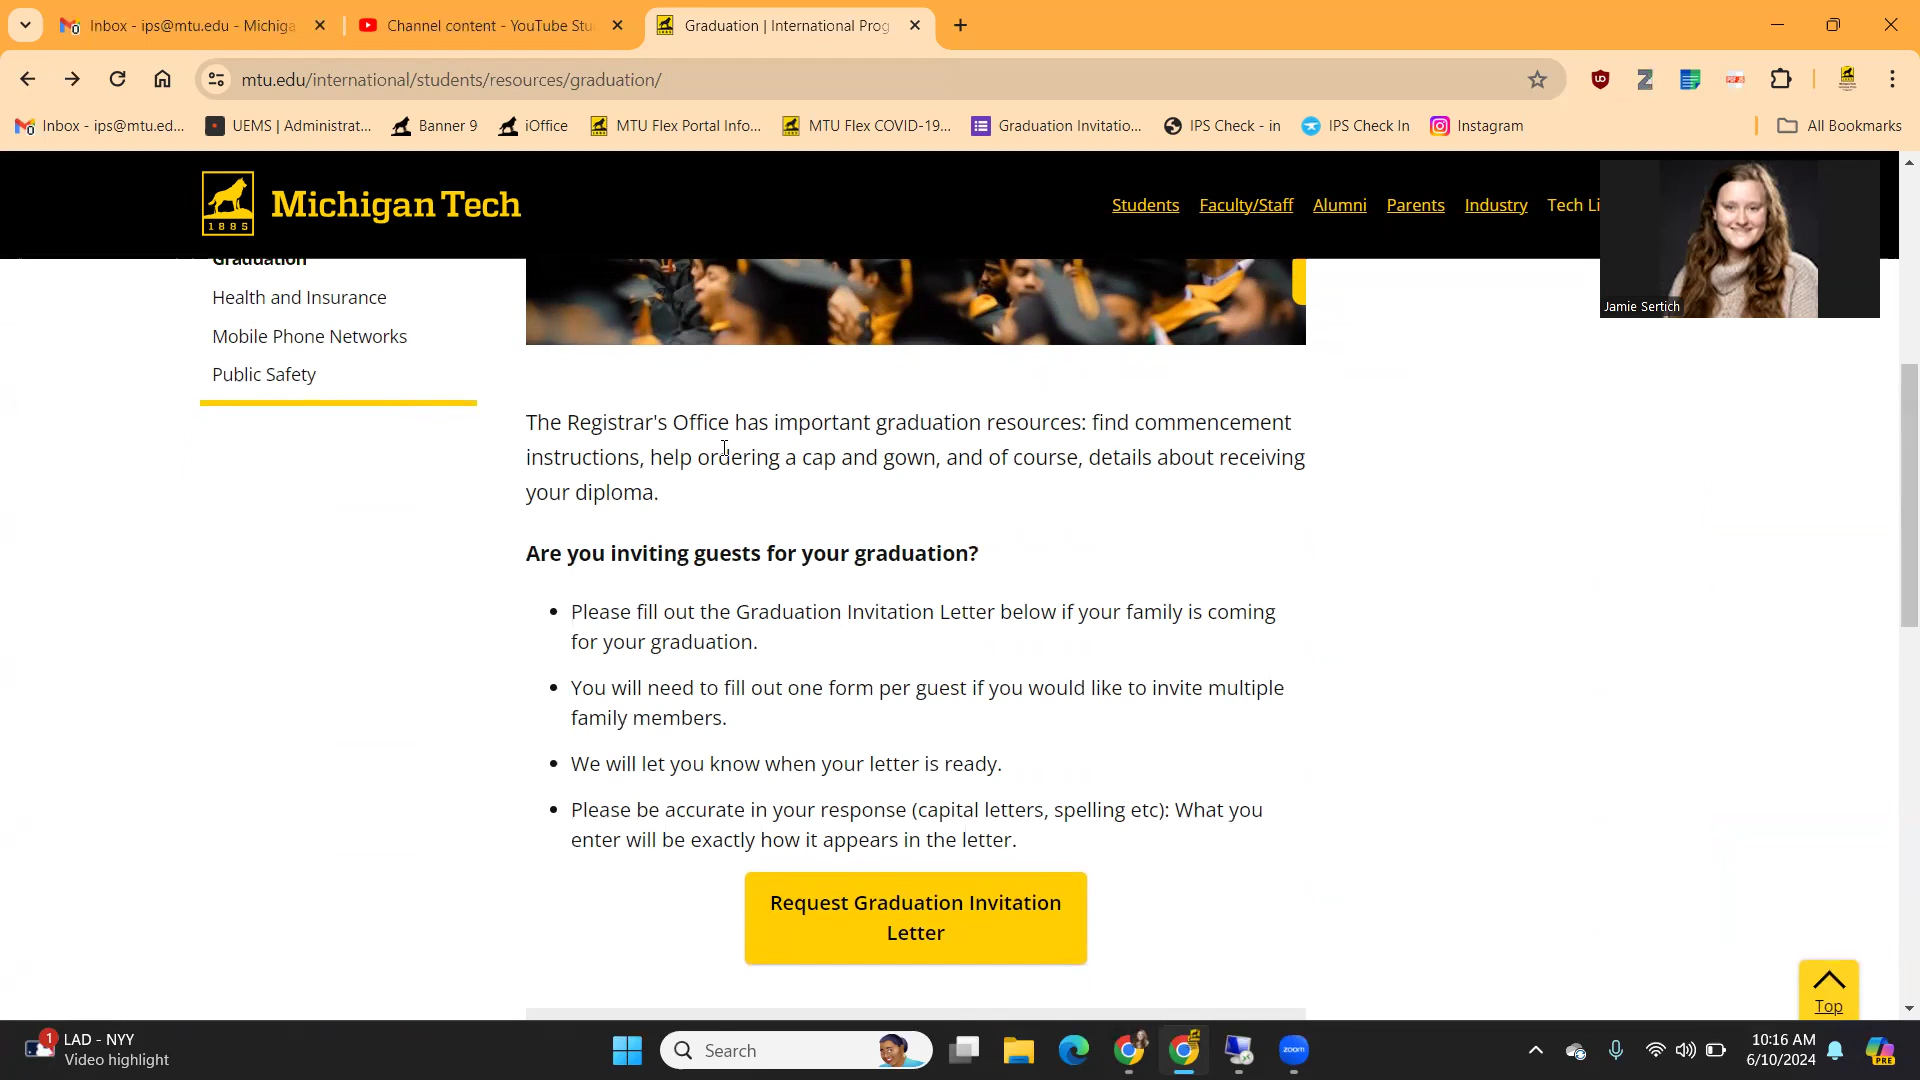 Inbox - ips@mtu.edu - Michiga
Channel content - YouTube Stu
Graduation | International Prog
mtu.edu/international/students/resources/graduation/
Inbox - ips@mtu.ed...
UEMS | Administrat...
Banner 9
iOffice
MTU Flex Portal Info...
MTU Flex COVID-19...
Graduation Invitatio...
IPS Check - in
IPS Check In
Instagram
All Bookmarks
1885
Michigan Tech
Students
Faculty/Staff
Alumni
Parents
Industry
Tech Li
Jamie Sertich
Graduation
Health and Insurance
Mobile Phone Networks
Public Safety
The Registrar's Office has important graduation resources: find commencement
instructions, help ordering a cap and gown, and of course, details about receiving
your diploma.
Are you inviting guests for your graduation?
• Please fill out the Graduation Invitation Letter below if your family is coming
for your graduation.
• You will need to fill out one form per guest if you would like to invite multiple
family members.
• We will let you know when your letter is ready.
• Please be accurate in your response (capital letters, spelling etc): What you
enter will be exactly how it appears in the letter.
Request Graduation Invitation
Letter
Top
1
LAD - NYY
Video highlight
Search
zoom
10:16 AM
6/10/2024
PRE